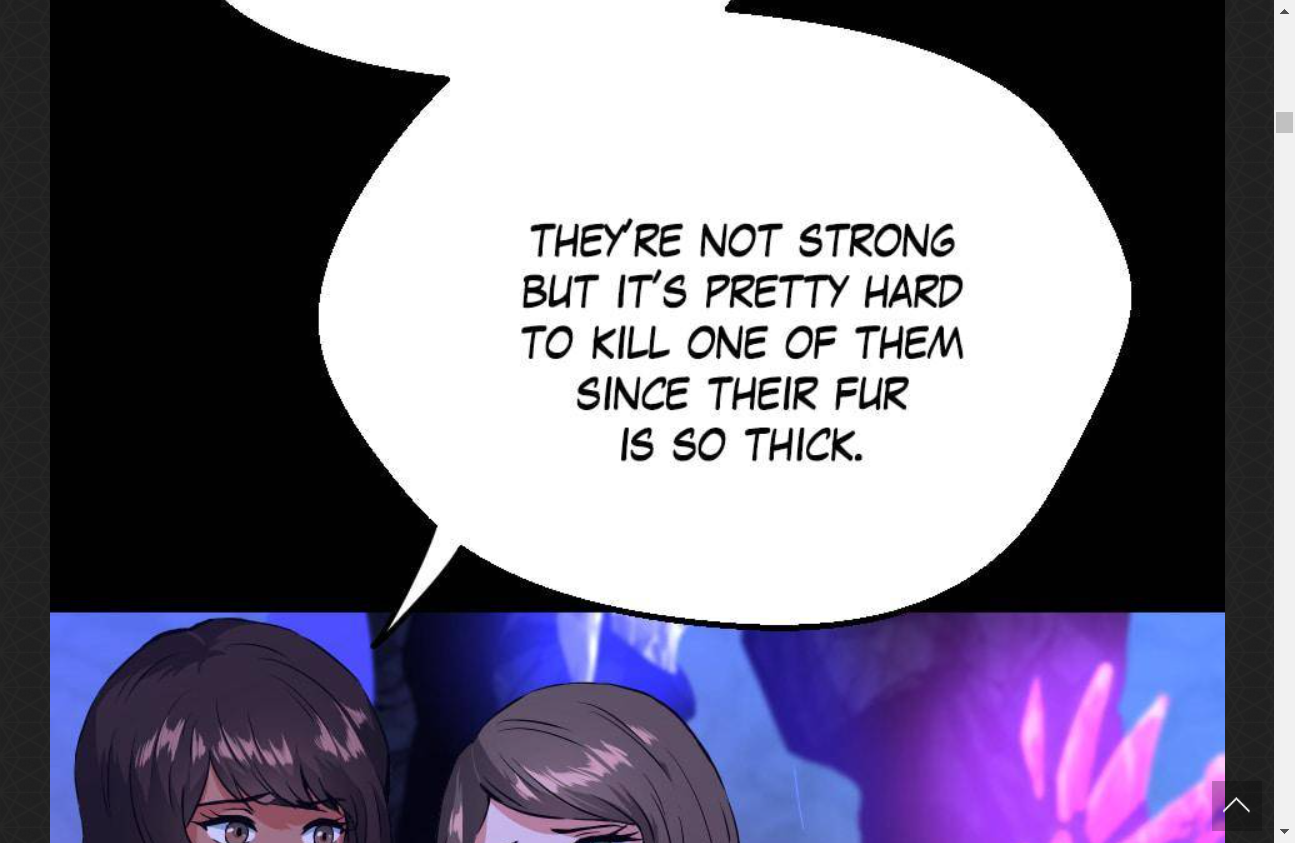 THEY'RE NOT STRONG
BUT IT'S PRETTY HARD
TO KILL ONE OF THEM
SINCE THEIR FUR
IS SO THICK.